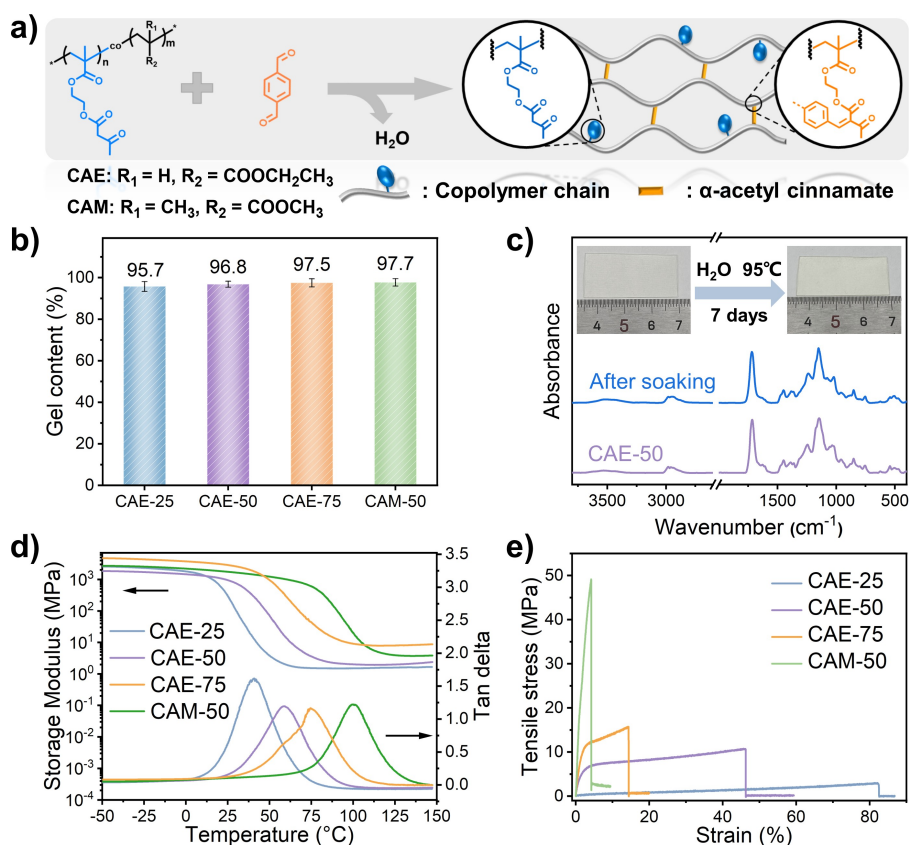 a)
*
n
co
R₁
m
*
R₂
O
O
O
O
O
O
O
H₂O
O
O
O
O
O
O
O
O
O
O
CAE: R₁ = H, R₂ = COOCH₂CH₃
CAM: R₁ = CH₃, R₂ = COOCH₃
: Copolymer chain
: α-acetyl cinnamate
b)
Gel content (%)
100
80
60
40
20
0
95.7
96.8
97.5
97.7
CAE-25
CAE-50
CAE-75
CAM-50
c)
Absorbance
H₂O 95℃
7 days
4 5 6 7
4 5 6 7
After soaking
CAE-50
3500 3000 1500 1000 500
Wavenumber (cm⁻¹)
d)
Storage Modulus (MPa)
10³
10²
10¹
10⁰
10⁻¹
10⁻²
10⁻³
10⁻⁴
CAE-25
CAE-50
CAE-75
CAM-50
3.5
3.0
2.5
2.0
1.5
1.0
0.5
0.0
Tan delta
-50 -25 0 25 50 75 100 125 150
Temperature (°C)
e)
Tensile stress (MPa)
50
40
30
20
10
0
CAE-25
CAE-50
CAE-75
CAM-50
0 20 40 60 80
Strain (%)